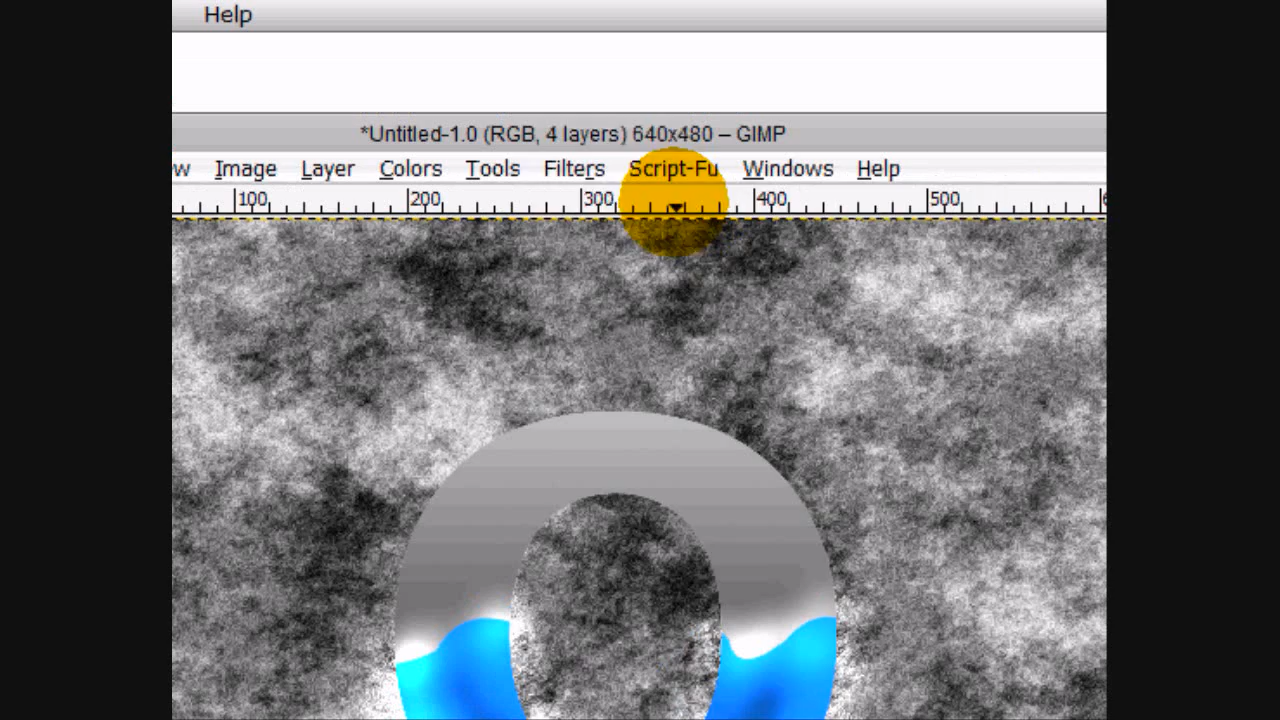 Help
*Untitled-1.0 (RGB, 4 layers) 640x480 – GIMP
w Image Layer Colors Tools Filters Script-Fu Windows Help
100 200 300 400 500 6